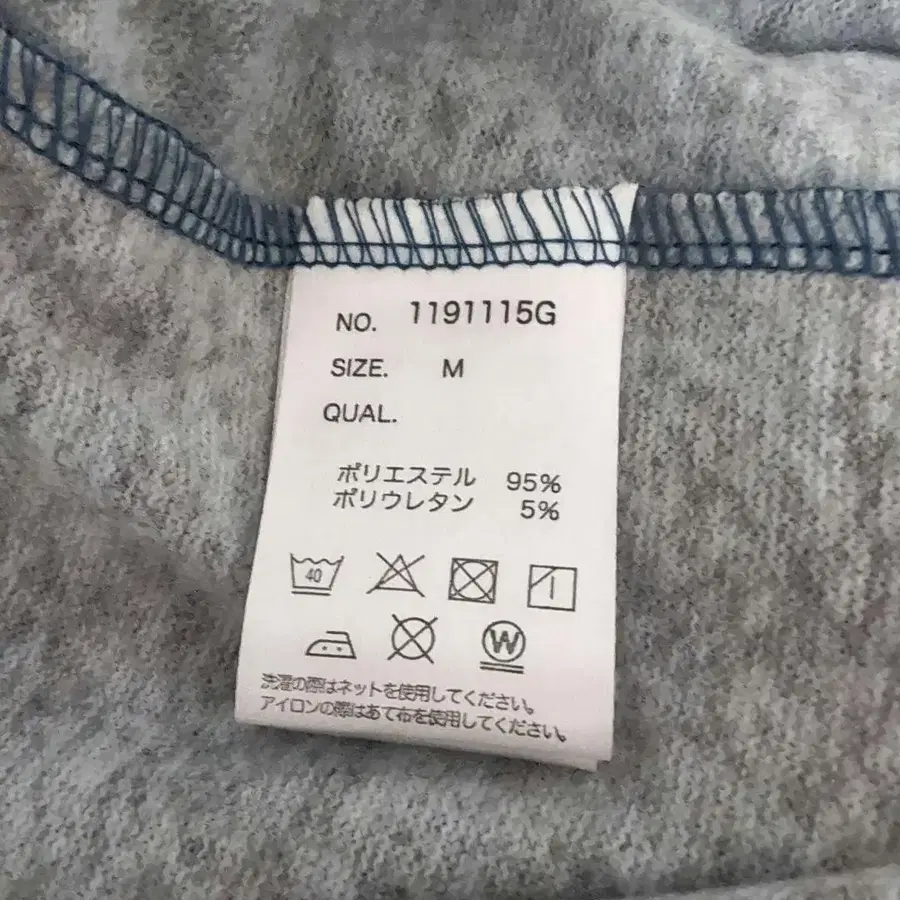 NO. 1191115G
SIZE. M
QUAL.
ポリエステル 95%
ポリウレタン 5%
40
W
洗濯の際はネットを使用してください。
アイロンの際はあて布を使用してください。